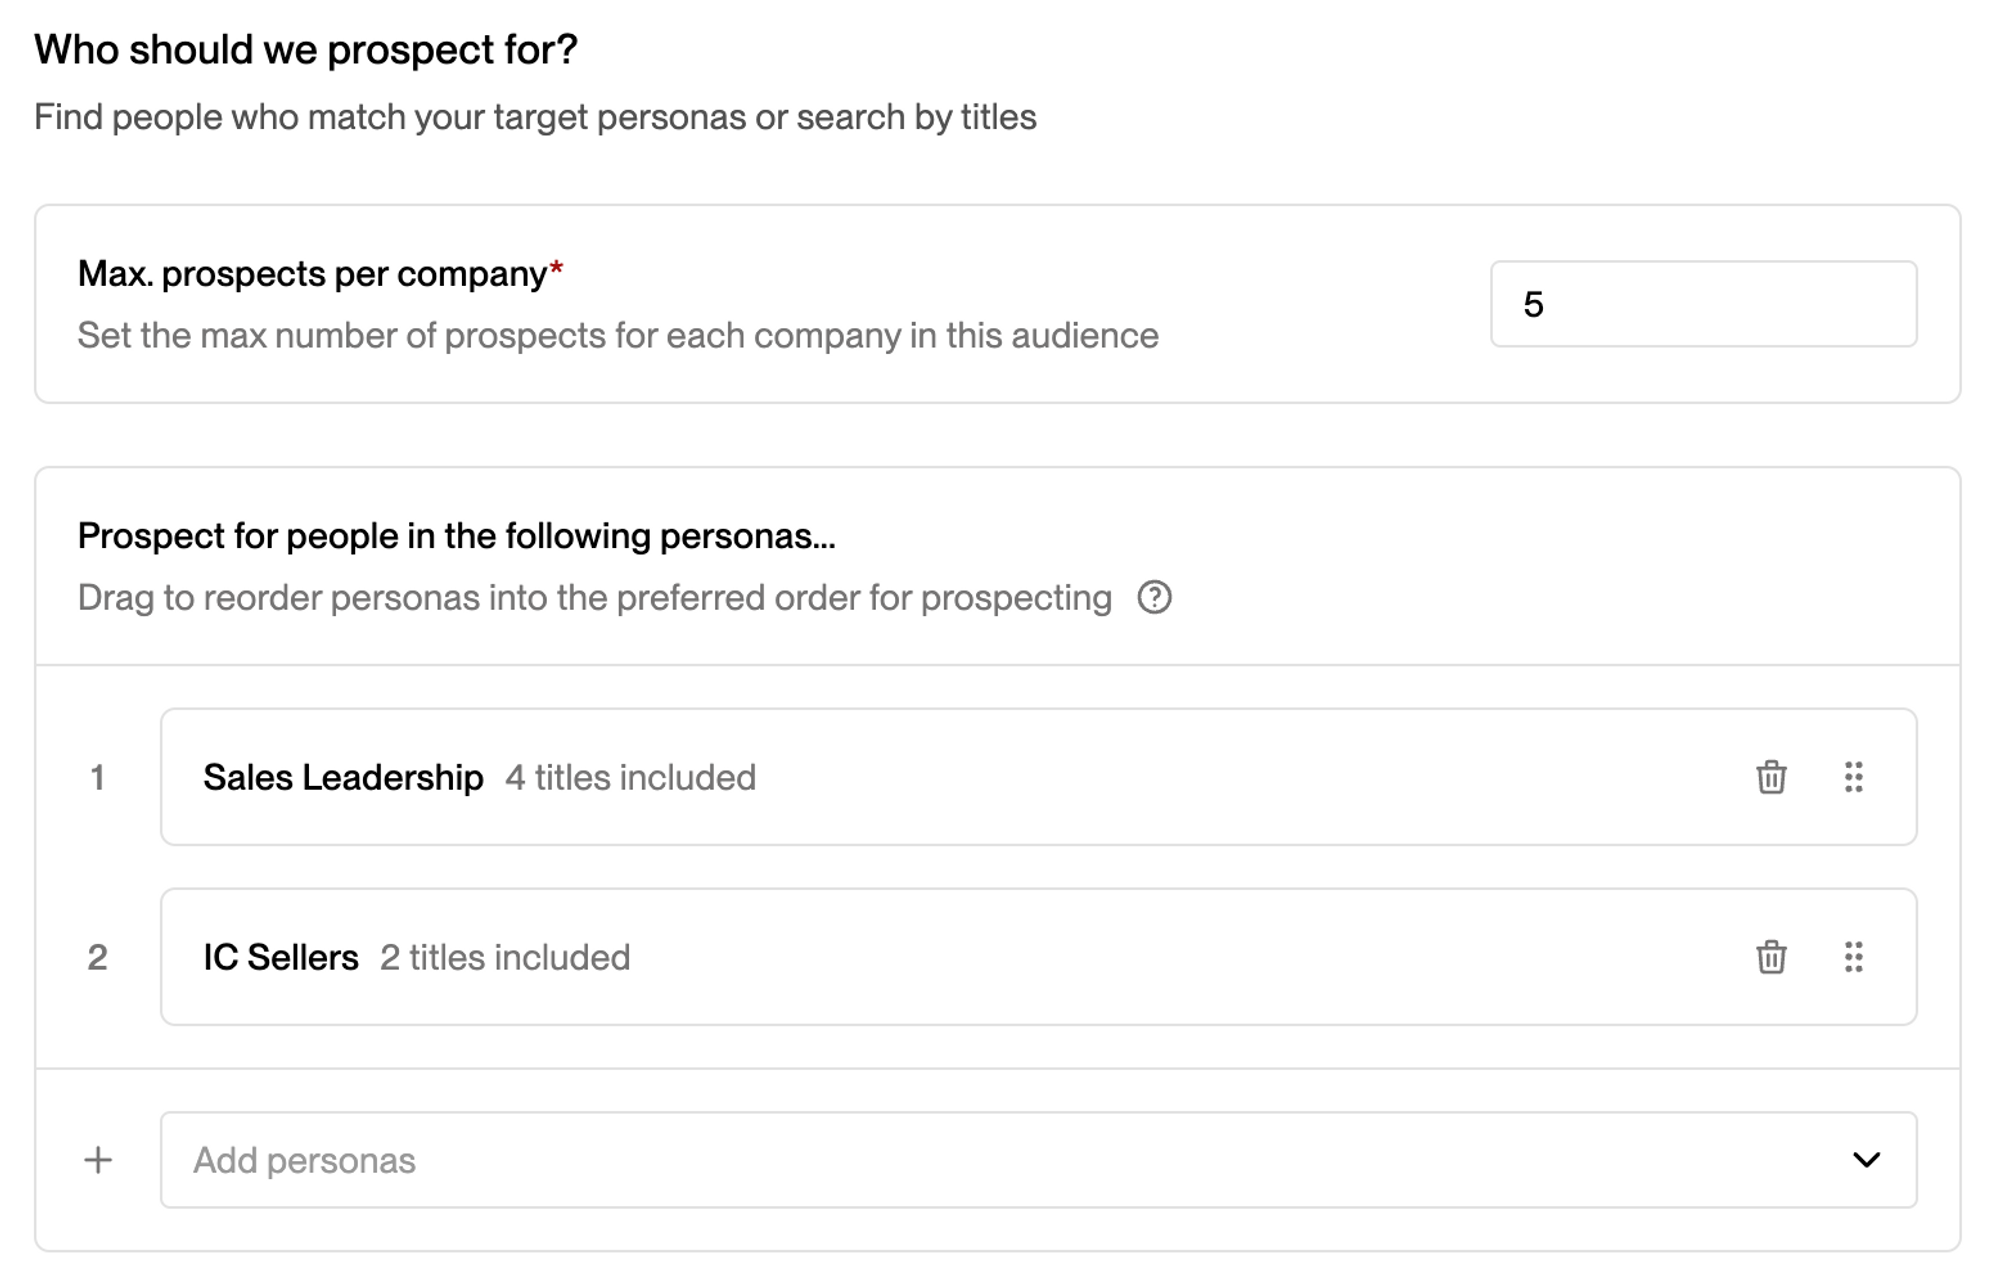 Who should we prospect for?
Find people who match your target personas or search by titles
Max. prospects per company*
Set the max number of prospects for each company in this audience
5
Prospect for people in the following personas...
Drag to reorder personas into the preferred order for prospecting ?
1 Sales Leadership 4 titles included
2 IC Sellers 2 titles included
+ Add personas